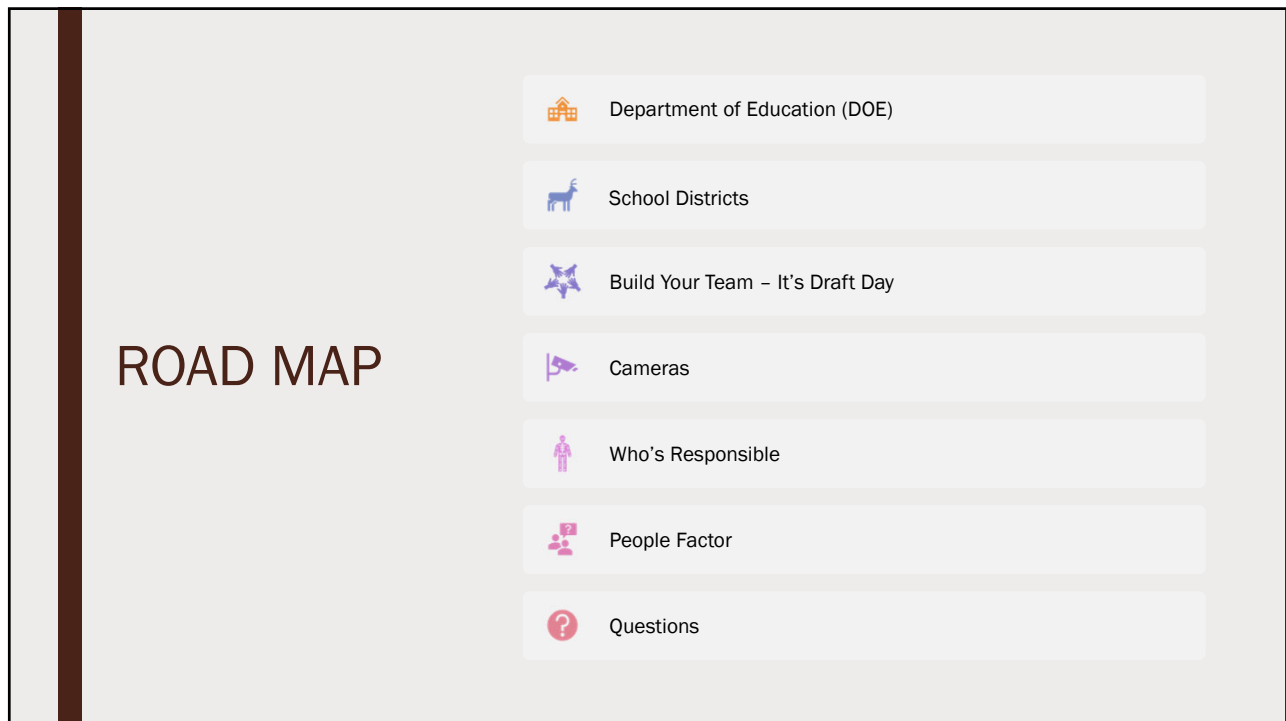 ROAD MAP
Department of Education (DOE)
School Districts
Build Your Team – It’s Draft Day
Cameras
Who’s Responsible
People Factor
Questions